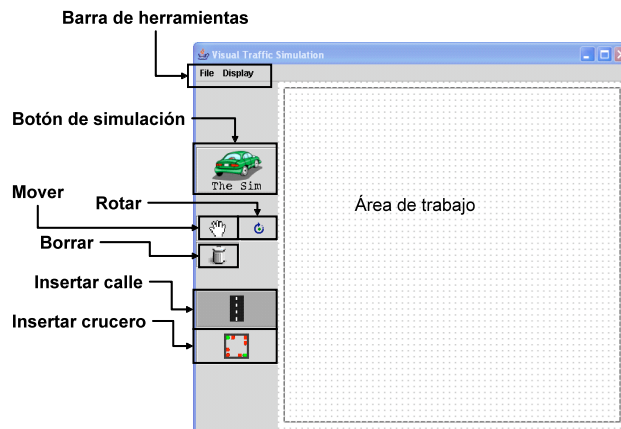 Barra de herramientas
Visual Traffic Simulation
File Display
Botón de simulación
The Sim
Mover
Rotar
Área de trabajo
Borrar
Insertar calle
Insertar crucero